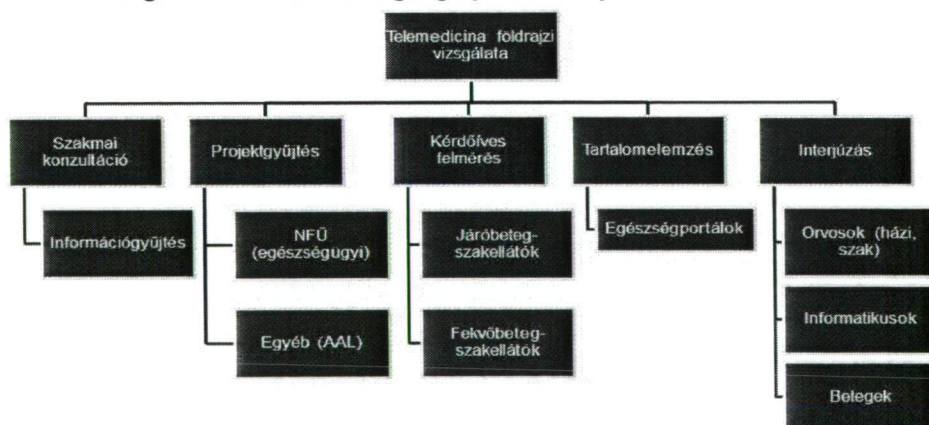 Telemedicina földrajzi
vizsgálata
Szakmai
konzultáció
Projektgyűjtés
Kérdőíves
felmérés
Tartalomelemzés
Interjúzás
Információgyűjtés
NFÜ
(egészségügyi)
Járóbeteg-
szakellátók
Egészségportálok
Orvosok (házi,
szak)
Egyéb (AAL)
Fekvőbeteg-
szakellátók
Informatikusok
Betegek